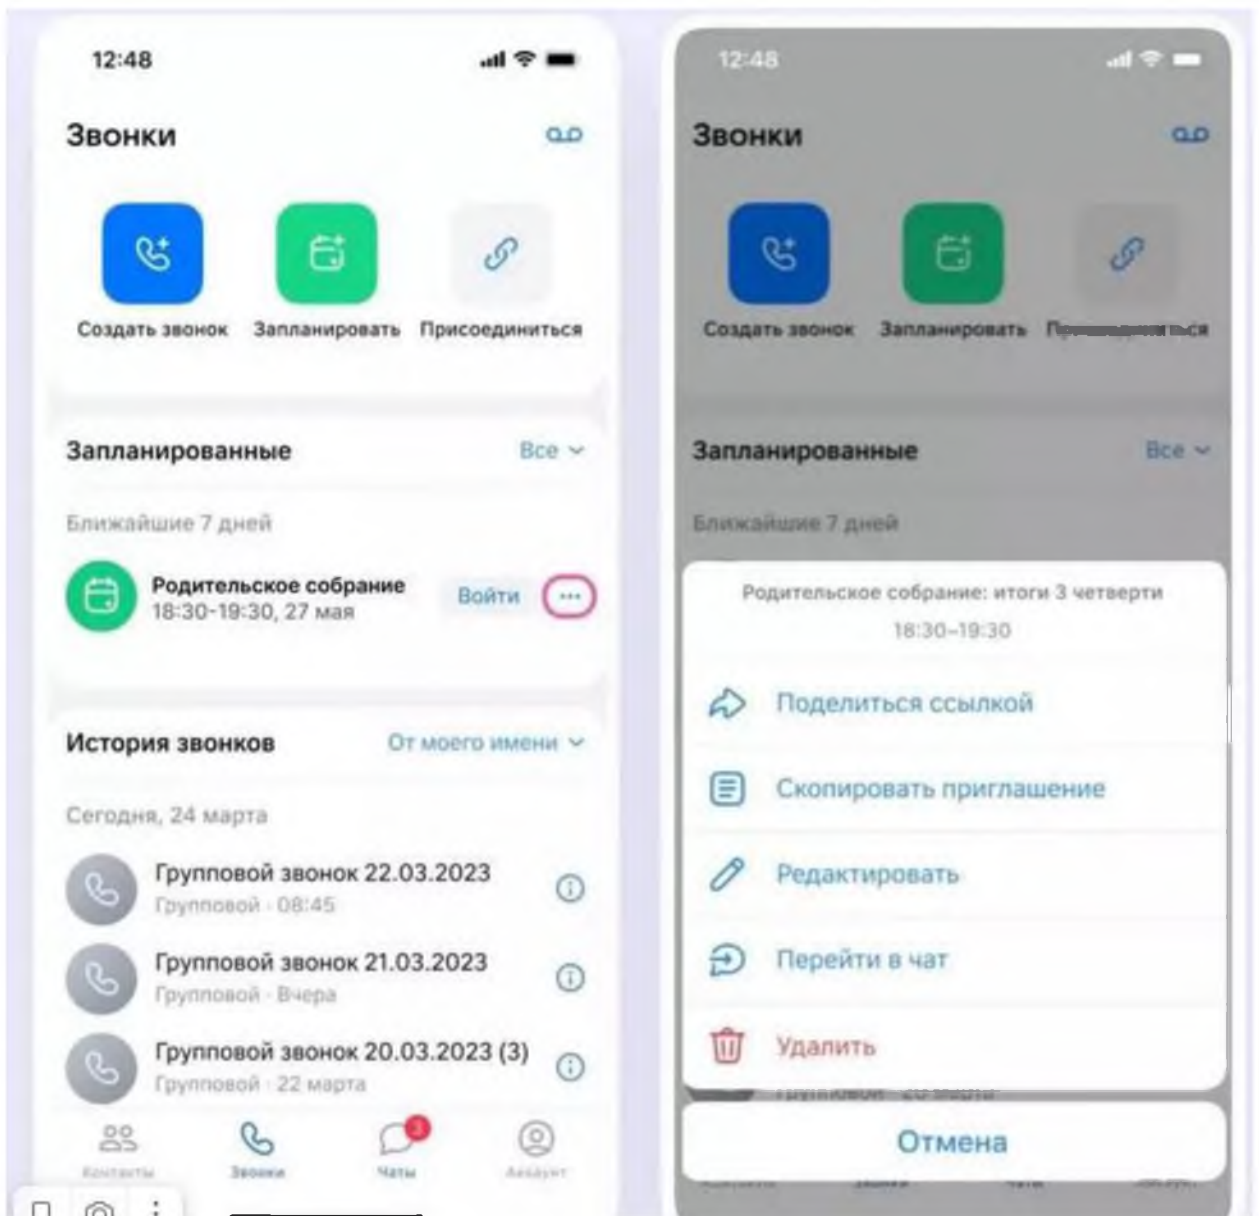 12:48
Звонки
Создать звонок
Запланировать
Присоединиться
Запланированные
Все
Ближайшие 7 дней
Родительское собрание
18:30-19:30, 27 мая
Войти
История звонков
От моего имени
Сегодня, 24 марта
Групповой звонок 22.03.2023
Групповой · 08:45
Групповой звонок 21.03.2023
Групповой · Вчера
Групповой звонок 20.03.2023 (3)
Групповой · 22 марта
Контакты
Звонки
Чаты
3
Аккаунт
12:48
Звонки
Создать звонок
Запланировать
Запланированные
Все
Ближайшие 7 дней
Родительское собрание: итоги 3 четверти
18:30–19:30
Поделиться ссылкой
Скопировать приглашение
Редактировать
Перейти в чат
Удалить
Отмена